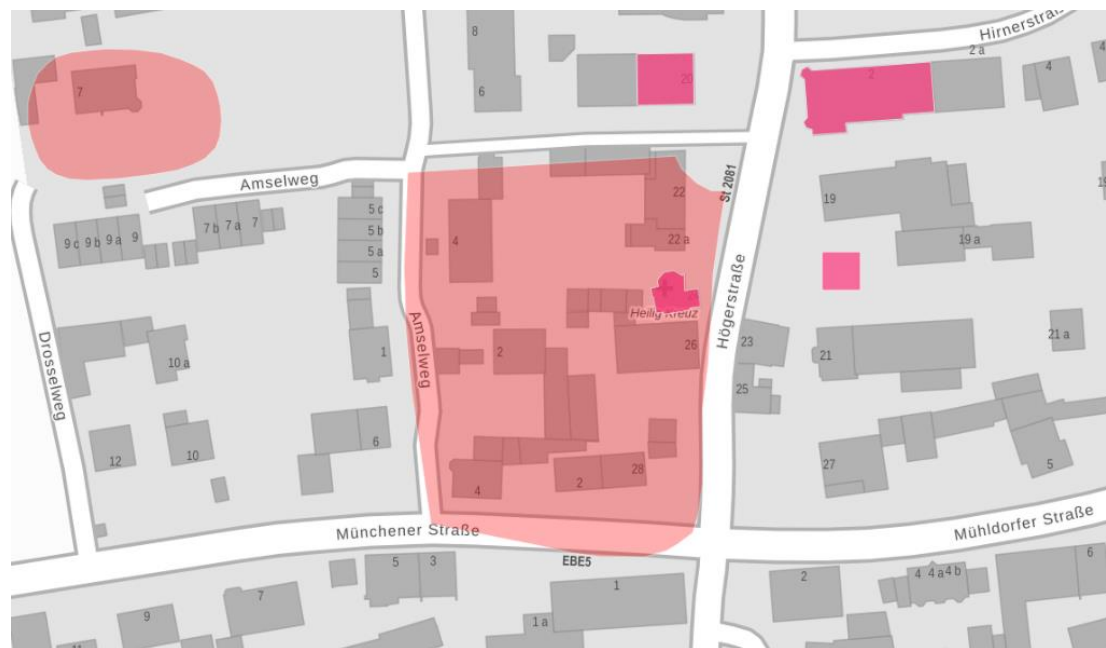 Hirnerstraß
8
2 a
4
4
20
2
7
6
Amselweg
St 2081
22
19
5 c
7 b
7 a
7
5 b
9 c
9 b
9 a
9
4
22 a
19 a
5 a
5
Heilig Kreuz
Högerstraße
Drosselweg
Amselweg
1
2
26
23
21
21 a
10 a
25
6
12
10
28
2
4
27
5
Münchener Straße
Mühldorfer Straße
EBE5
5
3
6
7
1
2
4
4 a
4 b
9
1 a